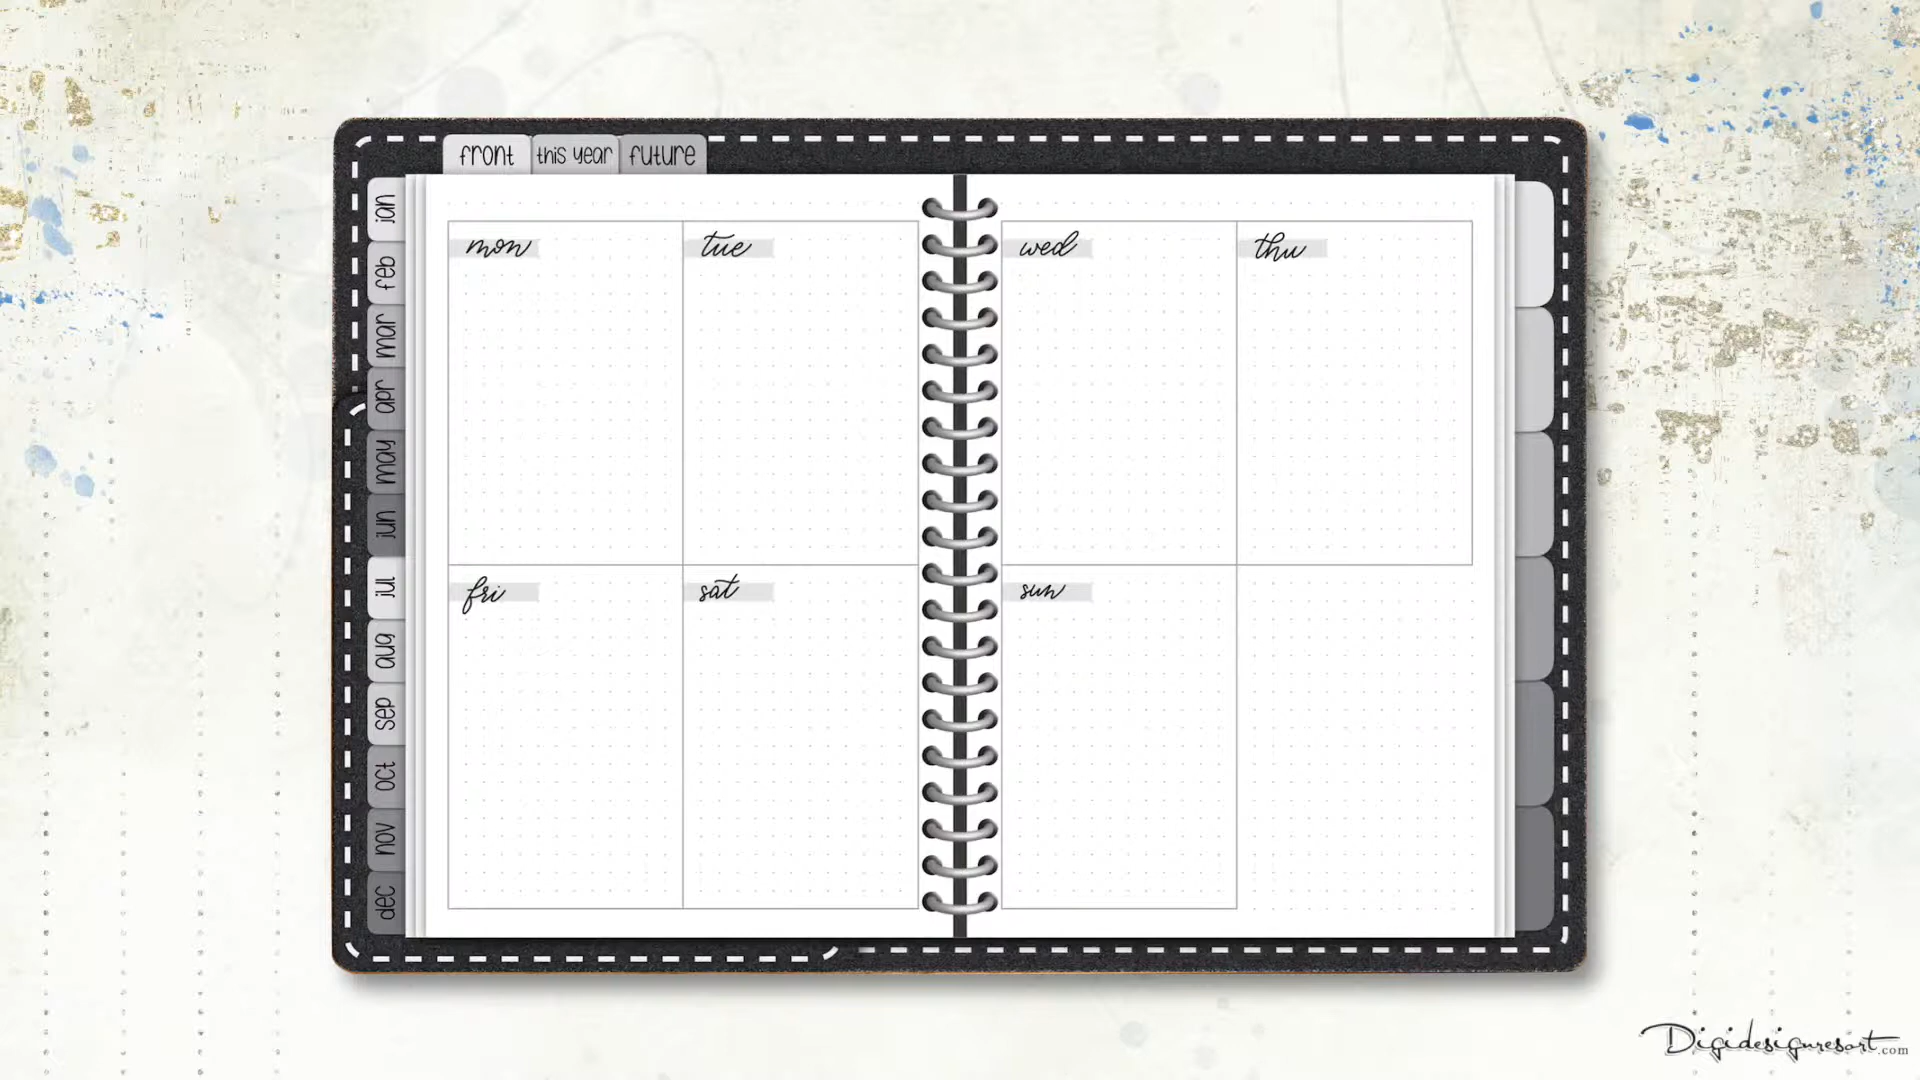 front this year future
jan
feb
mar
apr
may
jun
jul
aug
sep
oct
nov
dec
mon tue wed thu
fri sat sun
Digidesignresort.com